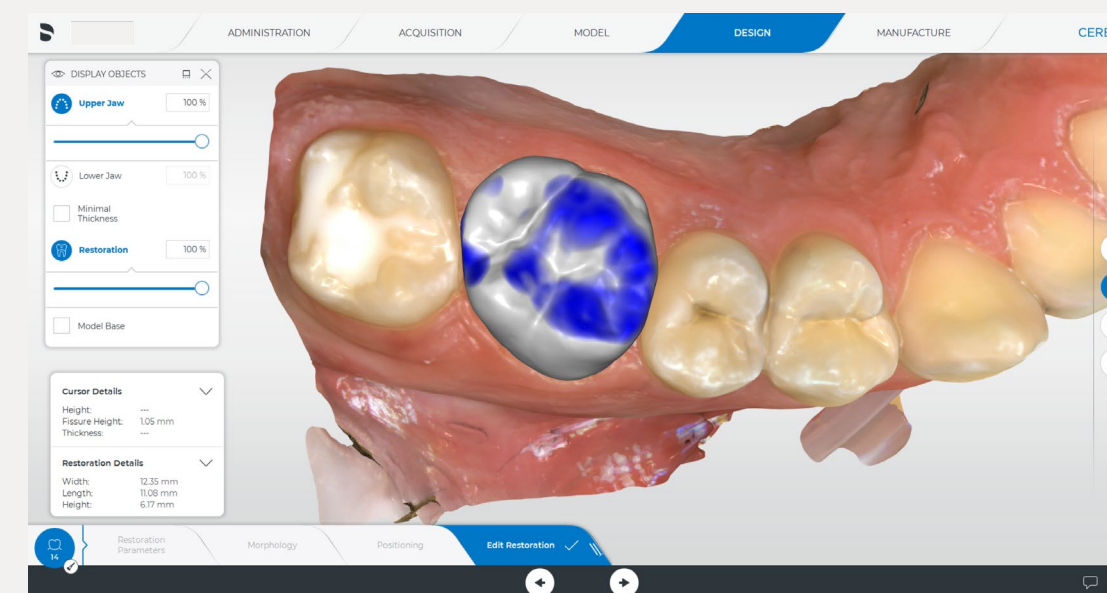 ADMINISTRATION
ACQUISITION
MODEL
DESIGN
MANUFACTURE
CERE
DISPLAY OBJECTS
Upper Jaw 100 %
Lower Jaw 100 %
Minimal
Thickness
Restoration 100 %
Model Base
Cursor Details
Height: ---
Fissure Height: 1.05 mm
Thickness: ---
Restoration Details
Width: 12.35 mm
Length: 11.08 mm
Height: 6.17 mm
14
Restoration
Parameters
Morphology
Positioning
Edit Restoration